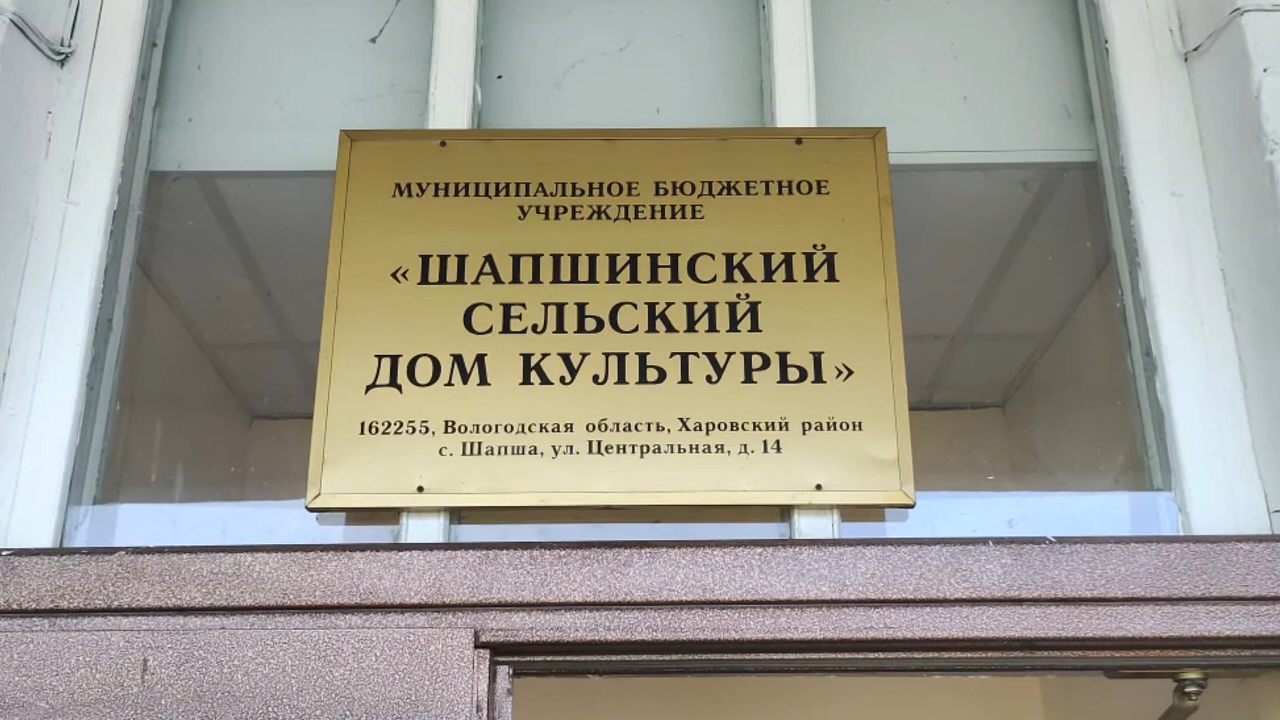 МУНИЦИПАЛЬНОЕ БЮДЖЕТНОЕ
УЧРЕЖДЕНИЕ
«ШАПШИНСКИЙ
СЕЛЬСКИЙ
ДОМ КУЛЬТУРЫ»
162255, Вологодская область, Харовский район
с. Шапша, ул. Центральная, д. 14